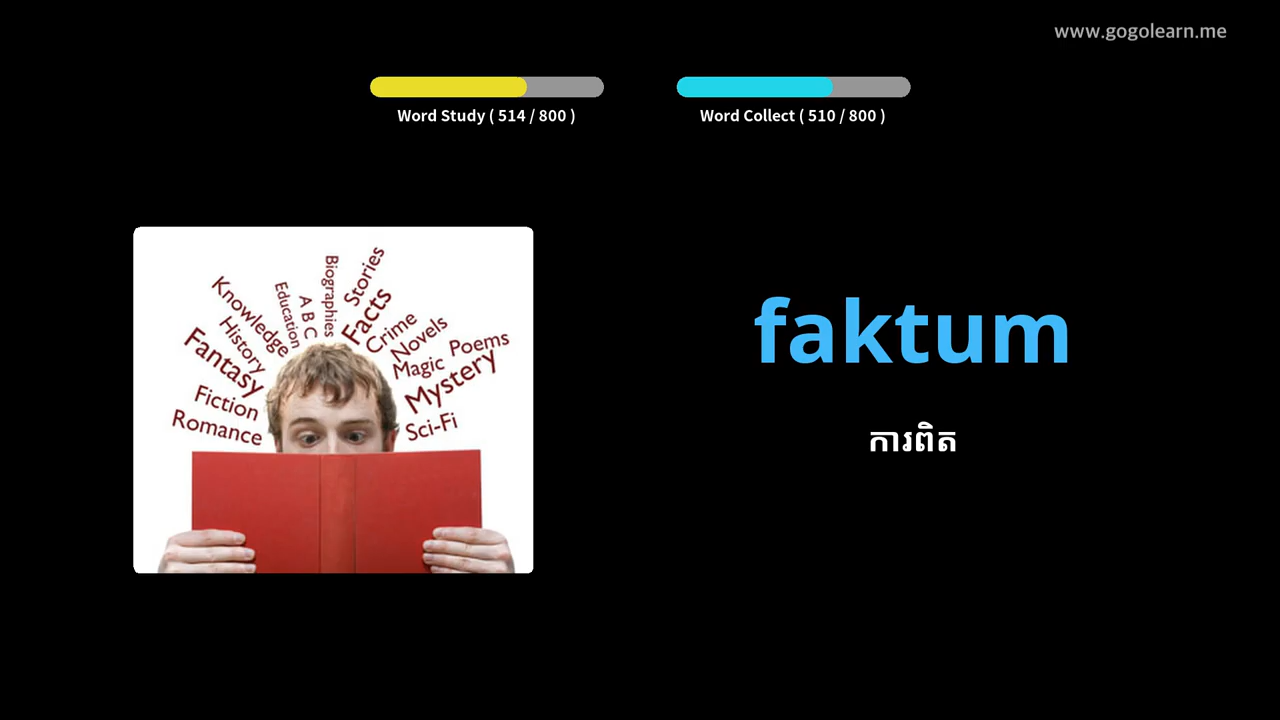 www.gogolearn.me
Word Study ( 514 / 800 )
Word Collect ( 510 / 800 )
Biographies
Stories
Education
A B C
Facts
Knowledge
Crime
History
Novels
Fantasy
Magic
Poems
Mystery
Fiction
Romance
Sci-Fi
faktum
ការពិត